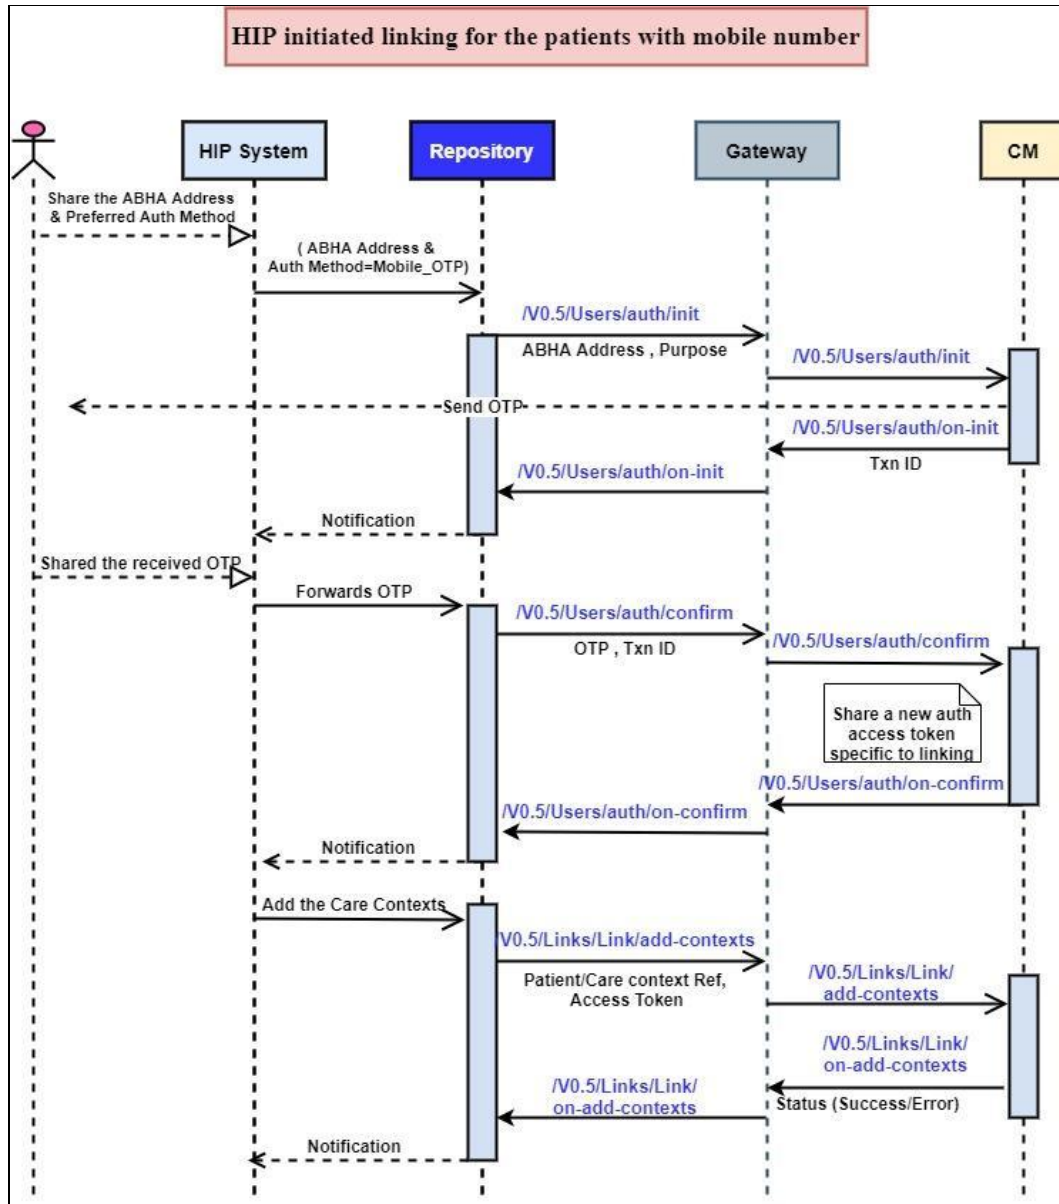 HIP initiated linking for the patients with mobile number
HIP System
Repository
Gateway
CM
Share the ABHA Address
& Preferred Auth Method
( ABHA Address &
Auth Method=Mobile_OTP)
/V0.5/Users/auth/init
ABHA Address , Purpose
/V0.5/Users/auth/init
Send OTP
/V0.5/Users/auth/on-init
Txn ID
/V0.5/Users/auth/on-init
Notification
Shared the received OTP
Forwards OTP
/V0.5/Users/auth/confirm
OTP , Txn ID
/V0.5/Users/auth/confirm
Share a new auth
access token
specific to linking
/V0.5/Users/auth/on-confirm
/V0.5/Users/auth/on-confirm
Notification
Add the Care Contexts
/V0.5/Links/Link/add-contexts
Patient/Care context Ref,
Access Token
/V0.5/Links/Link/
add-contexts
/V0.5/Links/Link/
on-add-contexts
Status (Success/Error)
/V0.5/Links/Link/
on-add-contexts
Notification